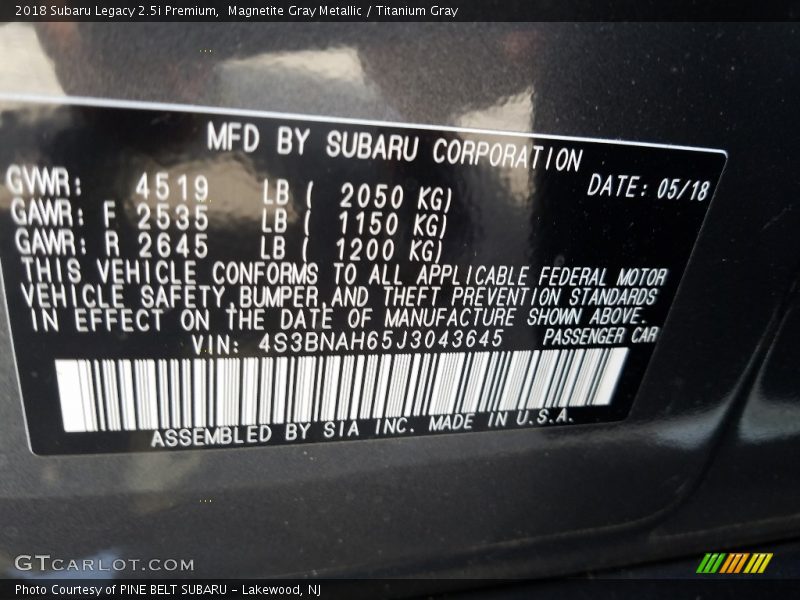 2018 Subaru Legacy 2.5i Premium, Magnetite Gray Metallic / Titanium Gray
MFD BY SUBARU CORPORATION
GVWR: 4519 LB ( 2050 KG) DATE: 05/18
GAWR: F 2535 LB ( 1150 KG)
GAWR: R 2645 LB ( 1200 KG)
THIS VEHICLE CONFORMS TO ALL APPLICABLE FEDERAL MOTOR
VEHICLE SAFETY,BUMPER,AND THEFT PREVENTION STANDARDS
IN EFFECT ON THE DATE OF MANUFACTURE SHOWN ABOVE.
VIN: 4S3BNAH65J3043645 PASSENGER CAR
ASSEMBLED BY SIA INC. MADE IN U.S.A.
GTCARLOT.COM
Photo Courtesy of PINE BELT SUBARU - Lakewood, NJ